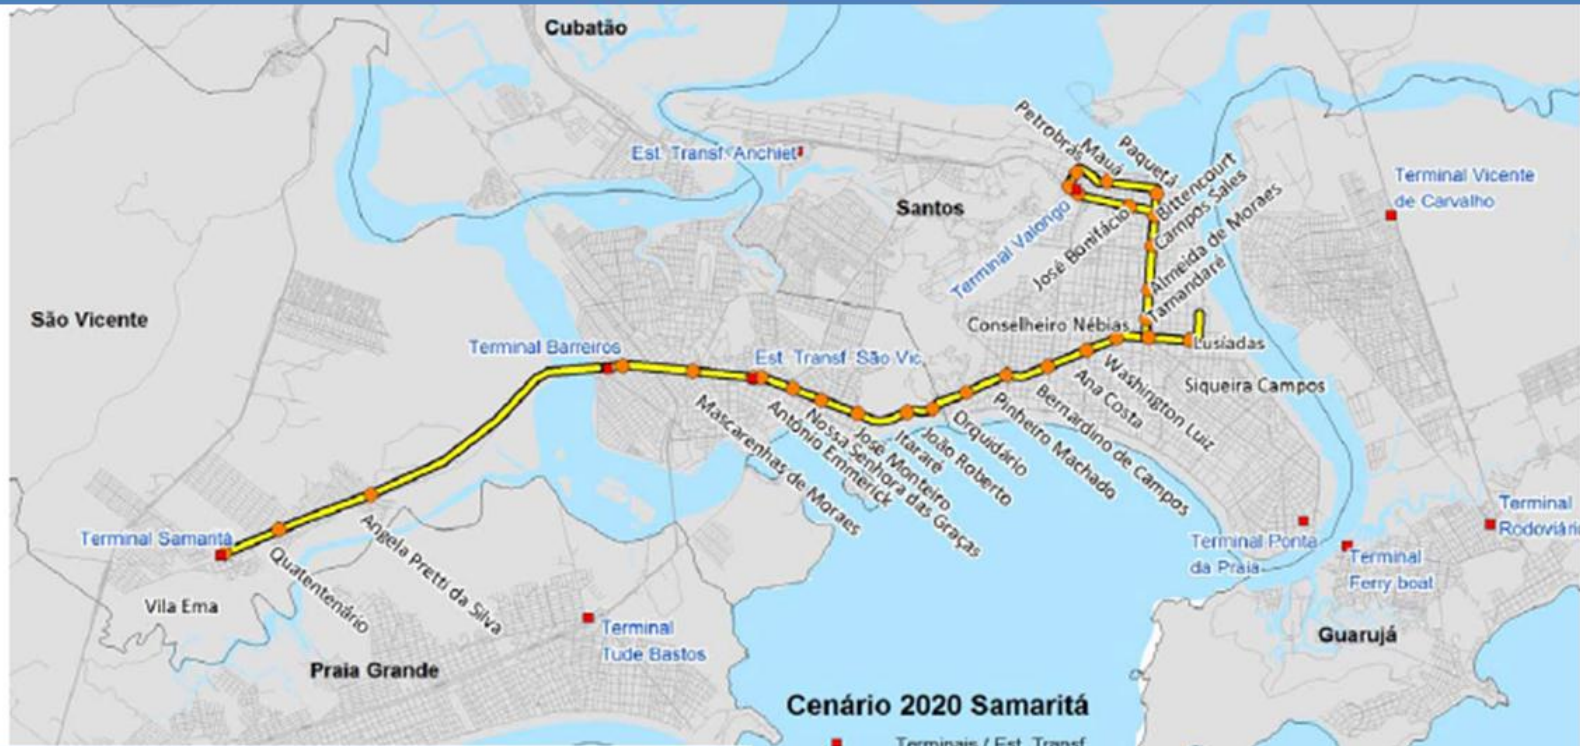 Cubatão
Petrobras
Mauá
Paquetá
Bittencourt
Campos Sales
Almeida de Moraes
Tamandaré
Est. Transf. Anchiet
Santos
Terminal Valongo
José Bonifácio
Terminal Vicente
de Carvalho
São Vicente
Conselheiro Nébias
Lusíadas
Terminal Barreiros
Est. Transf. São Vic.
Siqueira Campos
Washington Luiz
Ana Costa
Bernardino de Campos
Pinheiro Machado
Orquidário
João Roberto
Itararé
José Monteiro
Nossa Senhora das Graças
Antônio Emmerick
Mascarenhas de Moraes
Terminal Samaritá
Quatentenário
Angela Pretti da Silva
Vila Ema
Terminal Ponta
da Praia
Terminal
Ferry boat
Terminal
Rodoviári
Terminal
Tude Bastos
Praia Grande
Guarujá
Cenário 2020 Samaritá
Terminais / Est. Transf.